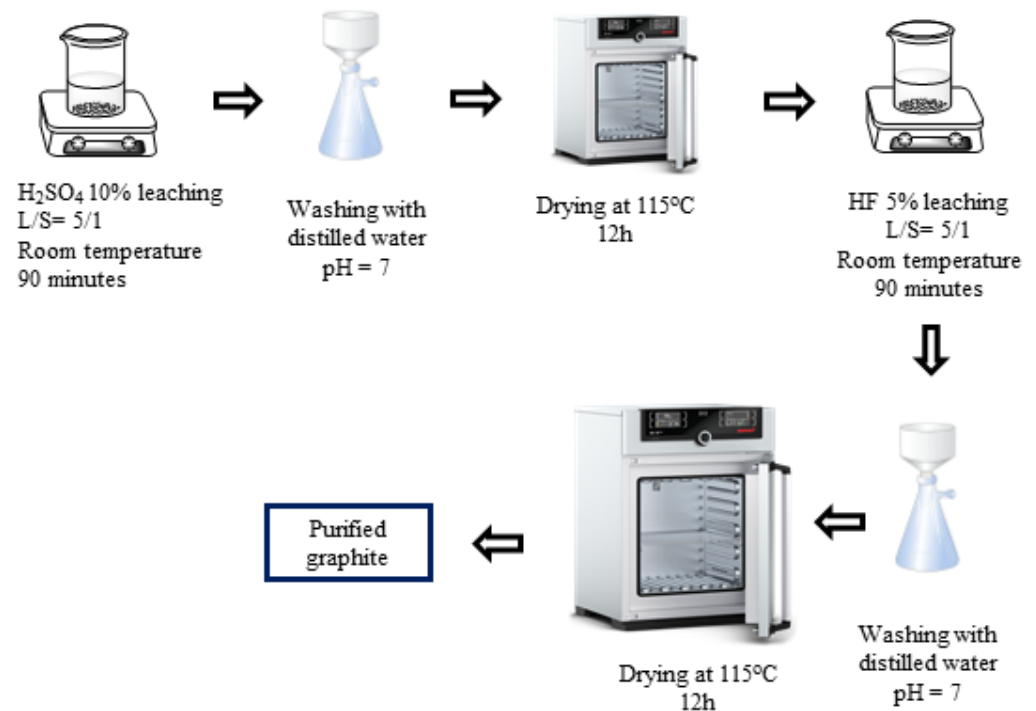 H₂SO₄ 10% leaching
L/S= 5/1
Room temperature
90 minutes
Washing with
distilled water
pH = 7
Drying at 115°C
12h
HF 5% leaching
L/S= 5/1
Room temperature
90 minutes
Washing with
distilled water
pH = 7
Drying at 115°C
12h
Purified
graphite